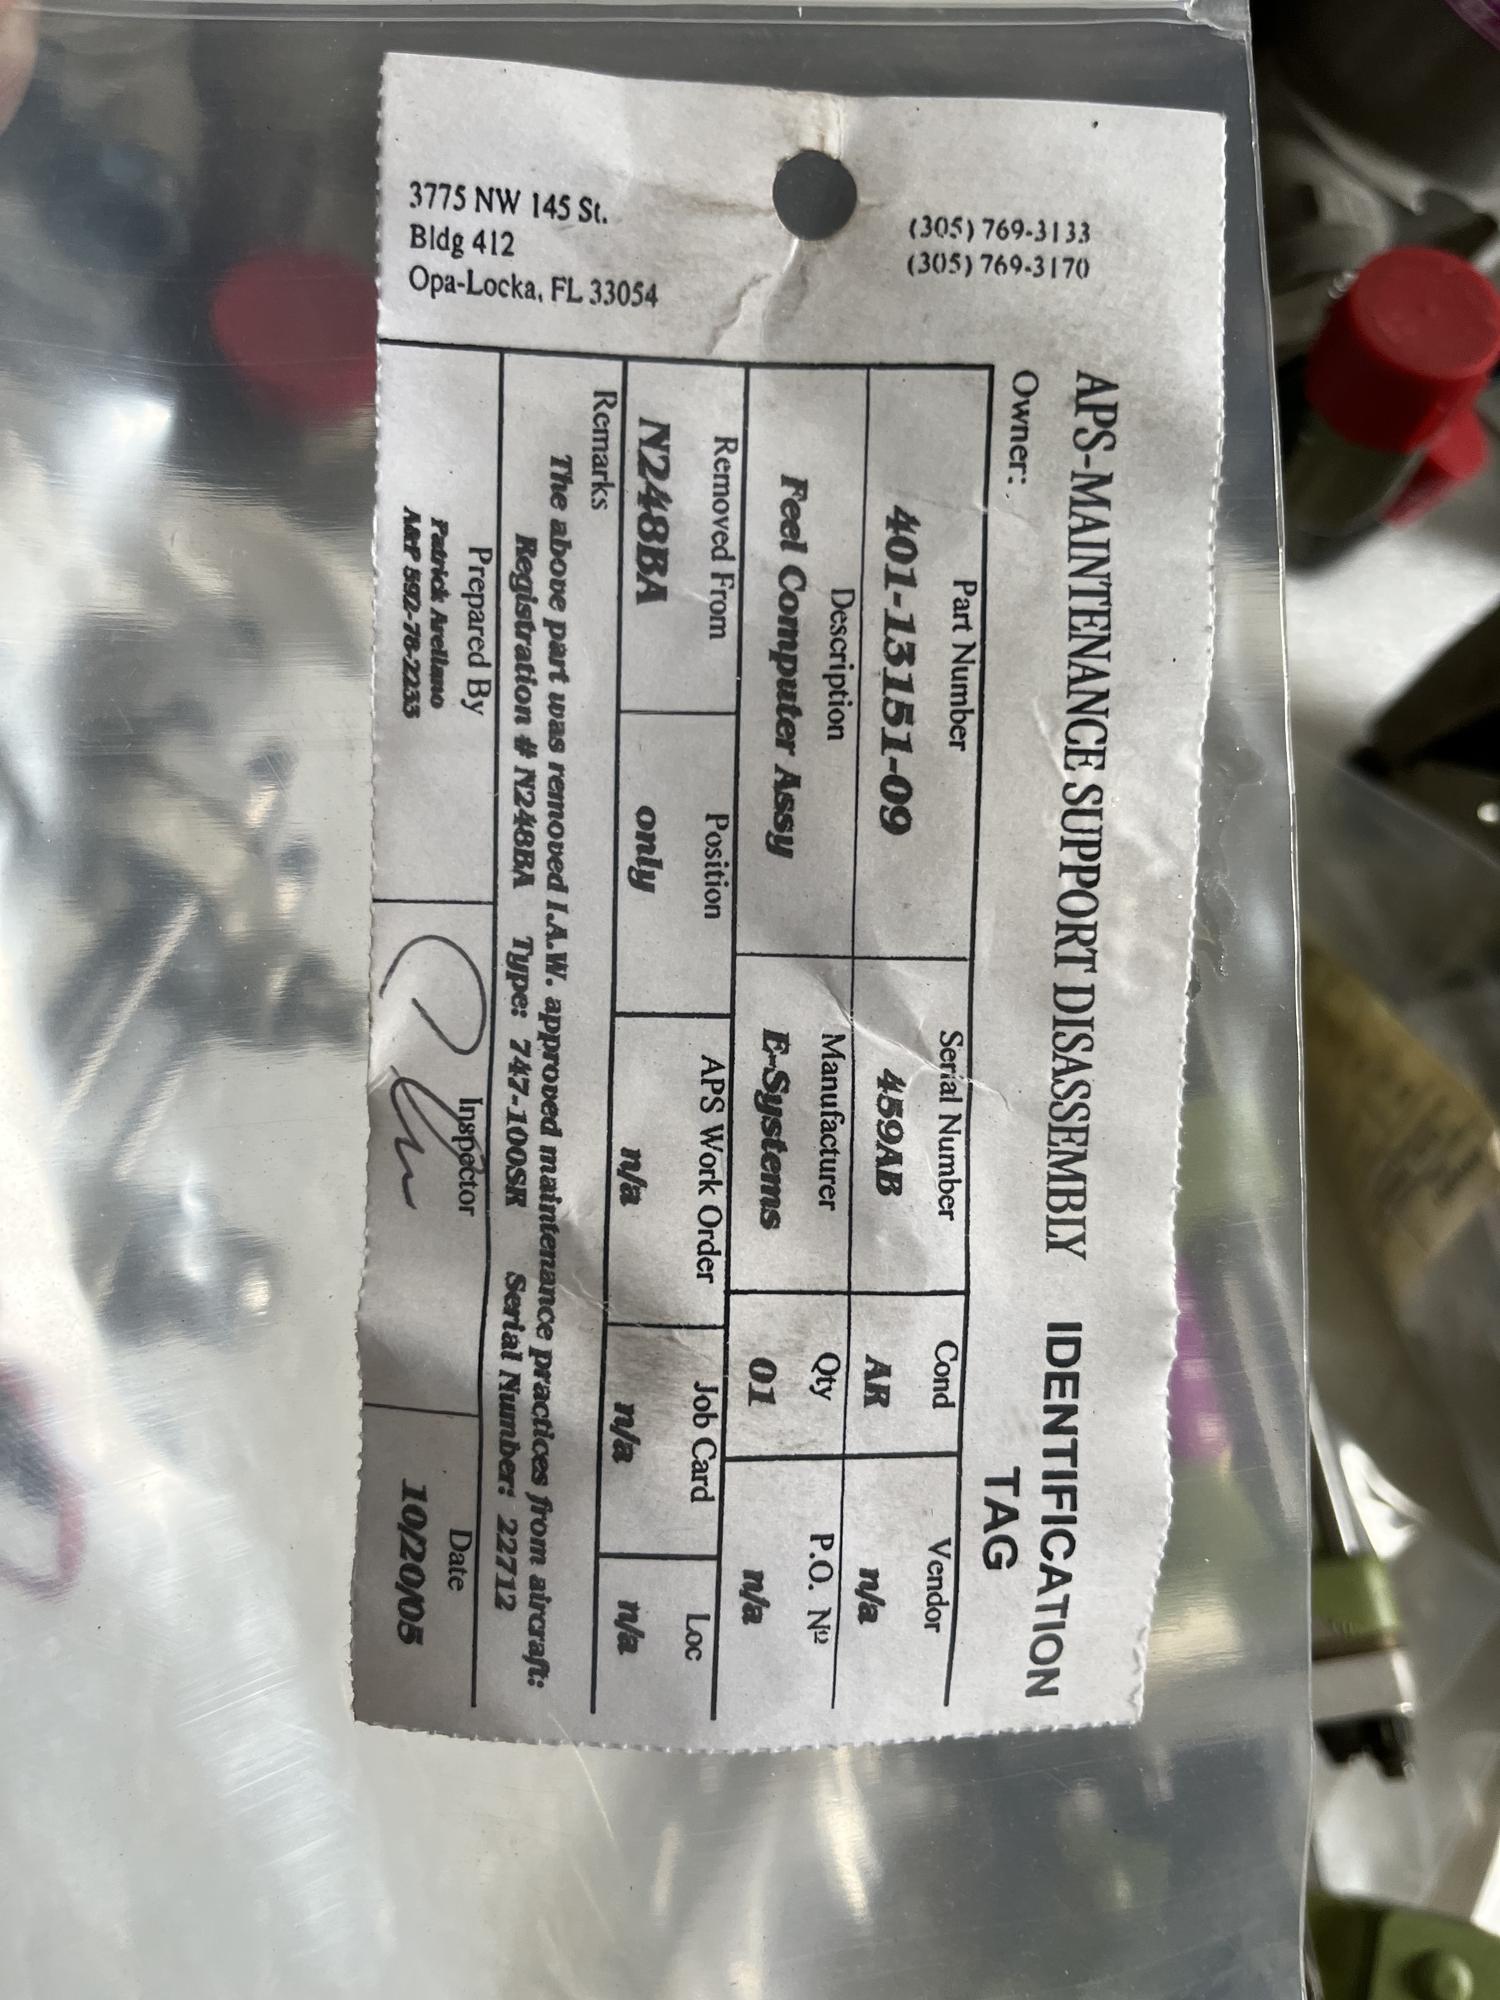 3775 NW 145 St.
Bldg 412
Opa-Locka, FL 33054
(305) 769-3133
(305) 769-3170
APS-MAINTENANCE SUPPORT DISASSEMBLY IDENTIFICATION
TAG
Owner:
Part Number Serial Number Cond Vendor
401-13151-09 459AB AR n/a
Description Manufacturer Qty P.O. Nº
Feel Computer Assy E-Systems 01 n/a
Removed From Position APS Work Order Job Card Loc
N248BA only n/a n/a n/a
Remarks
The above part was removed I.A.W. approved maintenance practices from aircraft:
Registration # N248BA Type: 747-100SR Serial Number: 22712
Prepared By Inspector Date
Patrick Arellano
A&P 592-78-2233
10/20/05